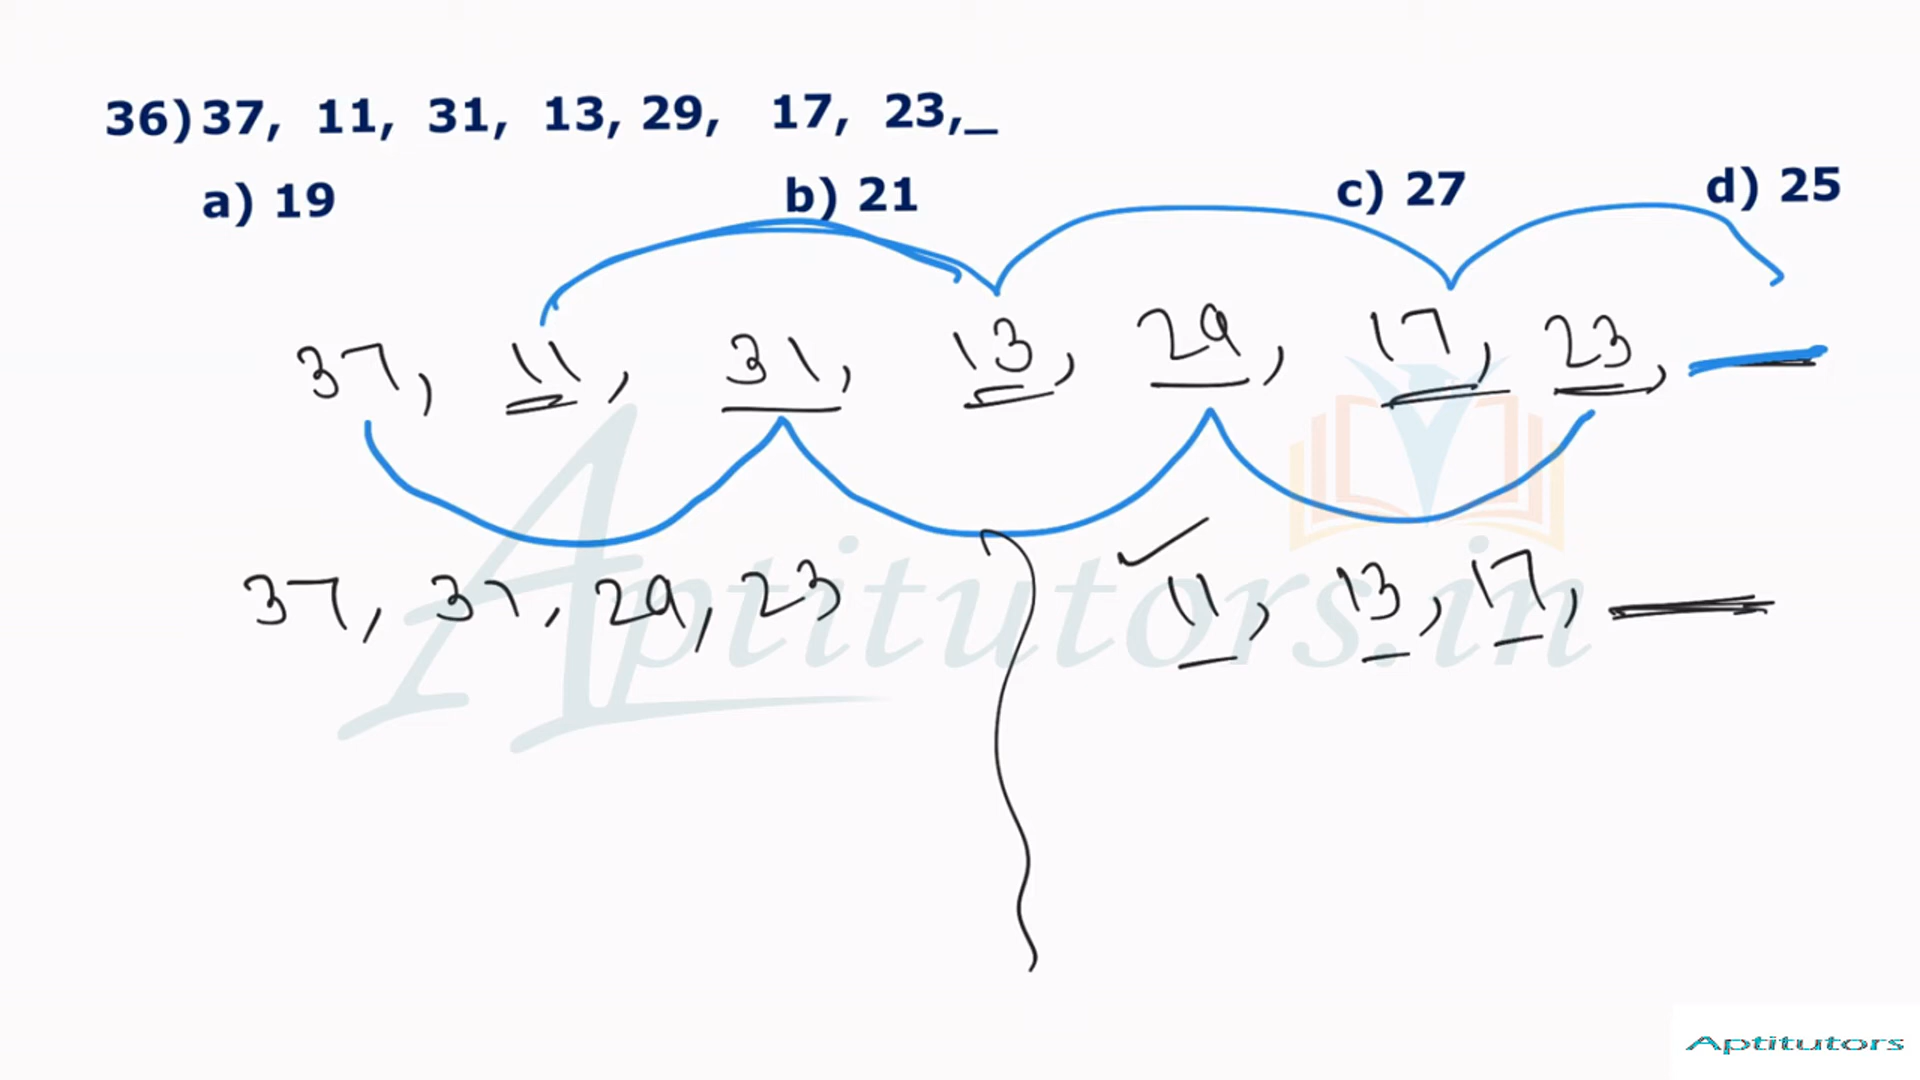 36) 37, 11, 31, 13, 29, 17, 23,_
a) 19 b) 21 c) 27 d) 25
37, 11, 31, 13, 29, 17, 23,
37, 31, 29, 23 11, 13, 17,
Aptitutors.in
Aptitutors